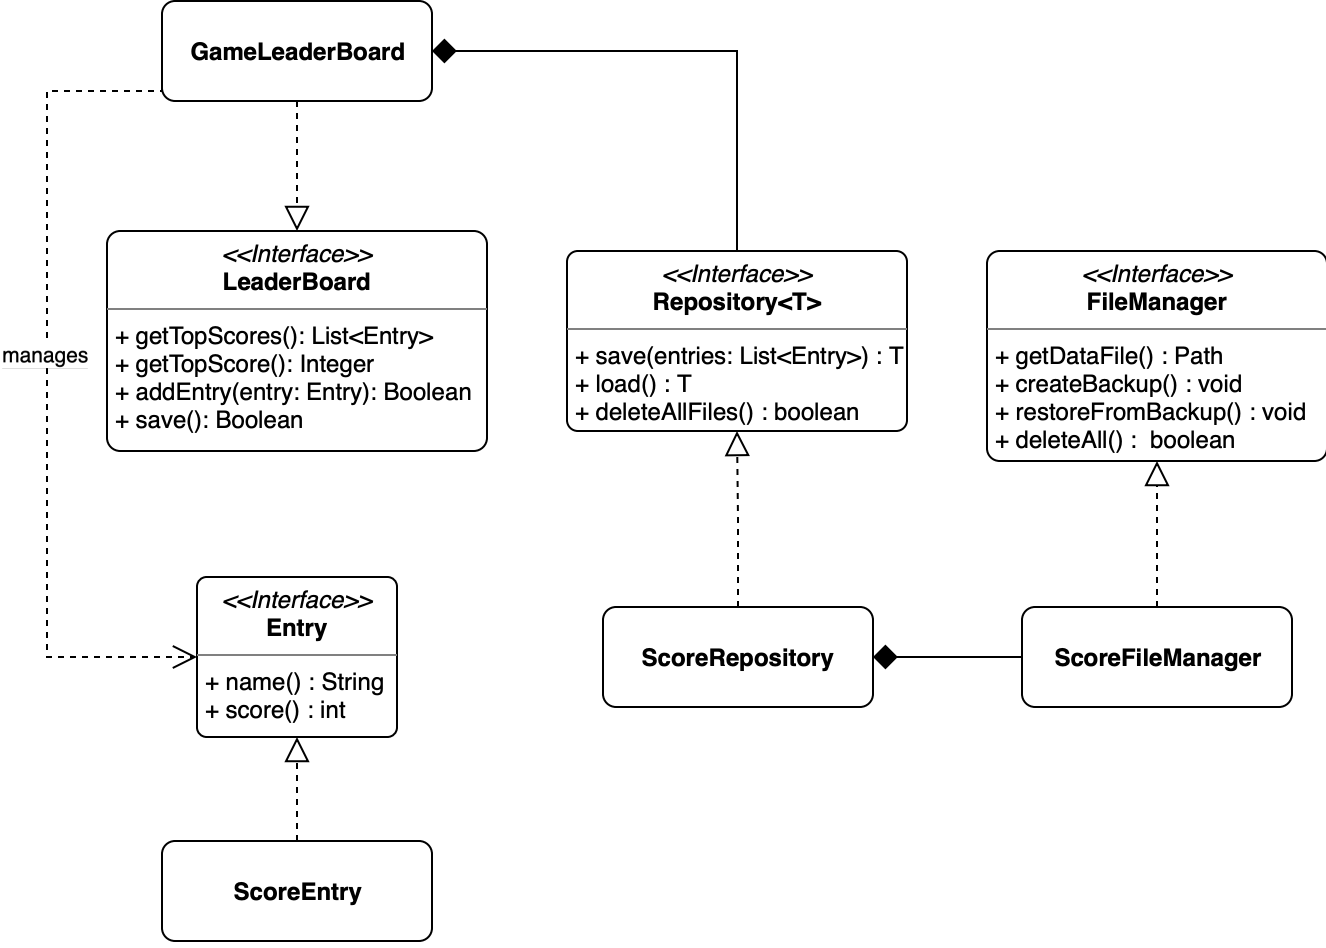 GameLeaderBoard
<<Interface>>
LeaderBoard
+ getTopScores(): List<Entry>
+ getTopScore(): Integer
+ addEntry(entry: Entry): Boolean
+ save(): Boolean
<<Interface>>
Repository<T>
+ save(entries: List<Entry>) : T
+ load() : T
+ deleteAllFiles() : boolean
<<Interface>>
FileManager
+ getDataFile() : Path
+ createBackup() : void
+ restoreFromBackup() : void
+ deleteAll() :  boolean
manages
<<Interface>>
Entry
+ name() : String
+ score() : int
ScoreRepository
ScoreFileManager
ScoreEntry